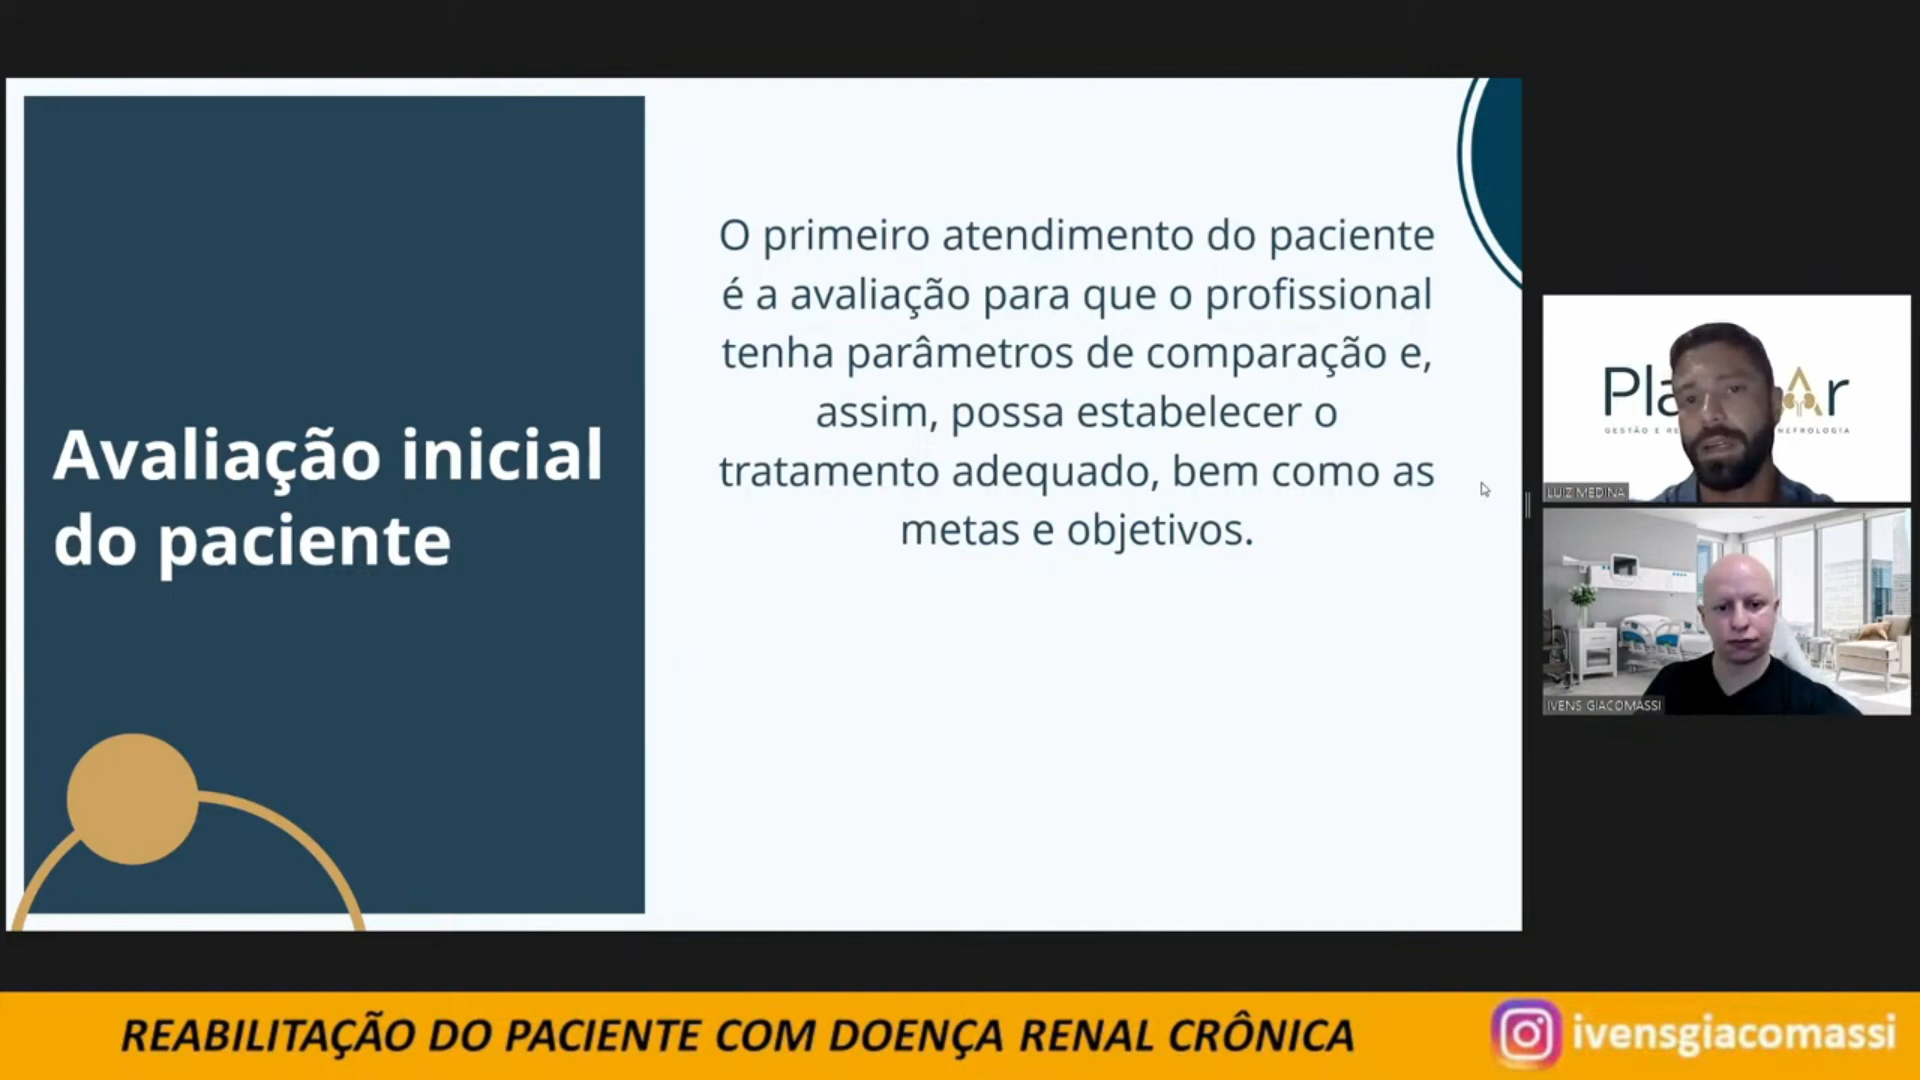 Avaliação inicial
do paciente
O primeiro atendimento do paciente
é a avaliação para que o profissional
tenha parâmetros de comparação e,
assim, possa estabelecer o
tratamento adequado, bem como as
metas e objetivos.
LUIZ MEDINA
IVENS GIACOMASSI
REABILITAÇÃO DO PACIENTE COM DOENÇA RENAL CRÔNICA
ivensgiacomassi